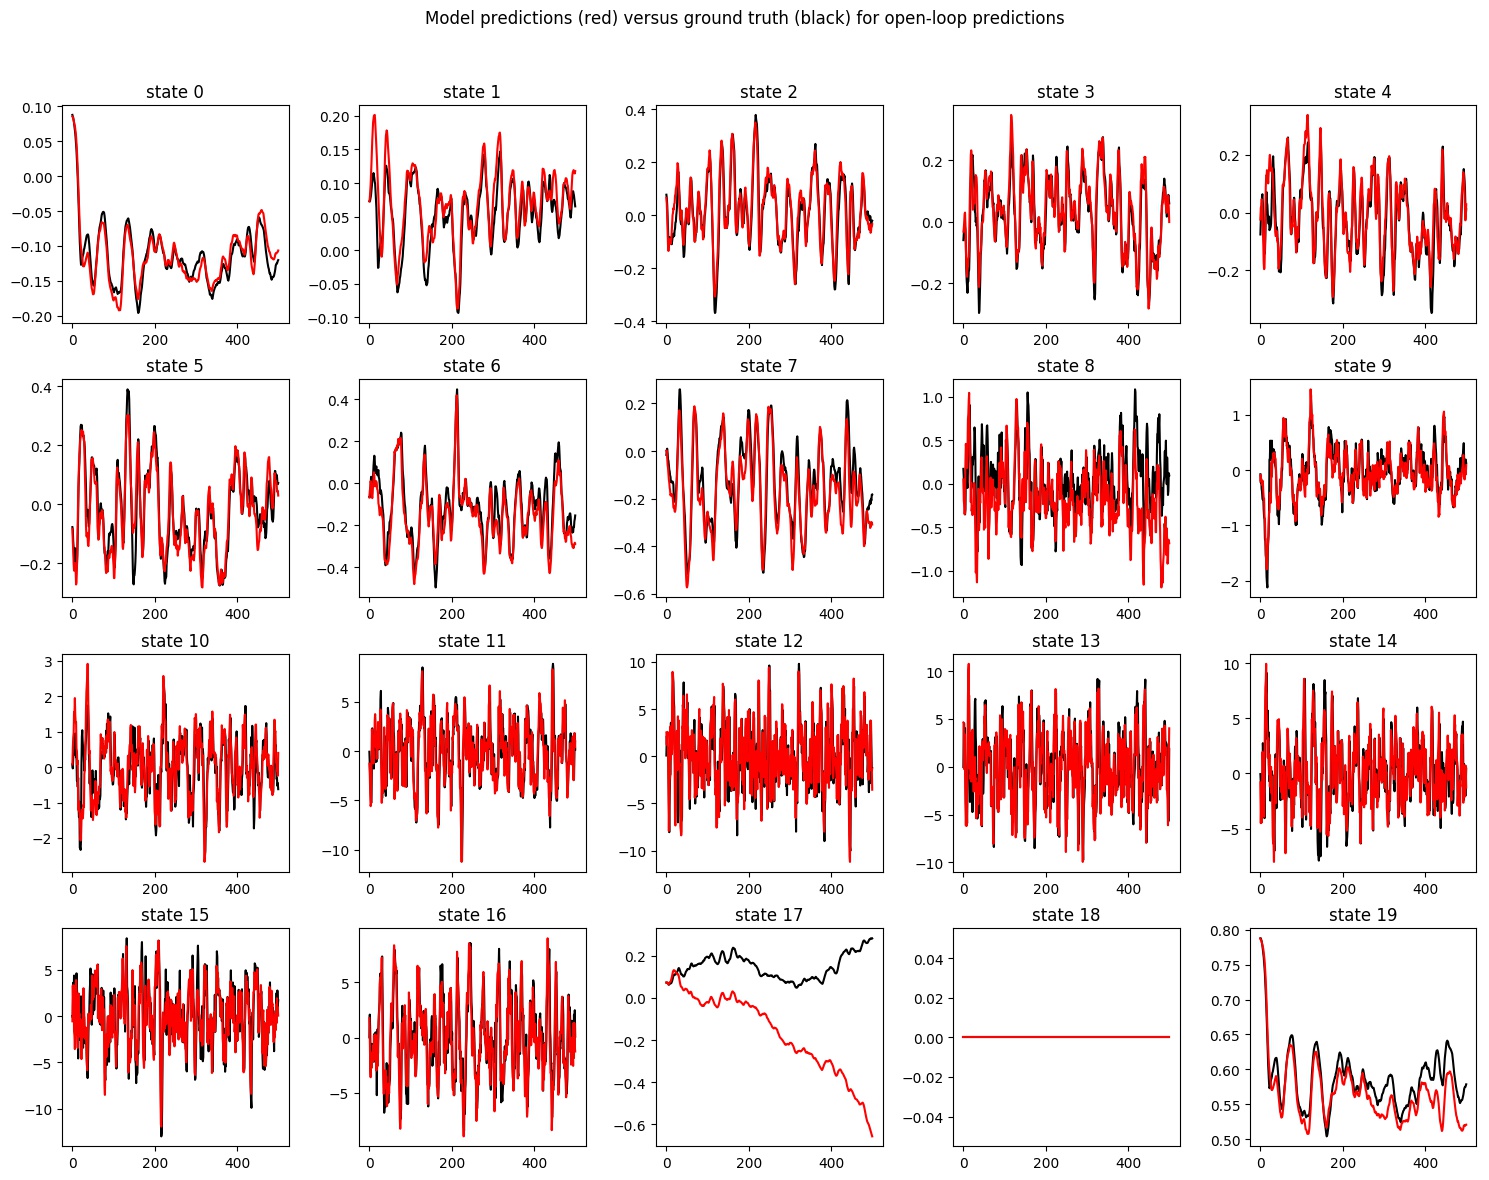 Model predictions (red) versus ground truth (black) for open-loop predictions
state 0
state 1
state 2
state 3
state 4
0.10
0.05
0.00
−0.05
−0.10
−0.15
−0.20
0 200 400
0.20
0.15
0.10
0.05
0.00
−0.05
−0.10
0 200 400
0.4
0.2
0.0
−0.2
−0.4
0 200 400
0.2
0.0
−0.2
0 200 400
0.2
0.0
−0.2
0 200 400
state 5
state 6
state 7
state 8
state 9
0.4
0.2
0.0
−0.2
0 200 400
0.4
0.2
0.0
−0.2
−0.4
0 200 400
0.2
0.0
−0.2
−0.4
−0.6
0 200 400
1.0
0.5
0.0
−0.5
−1.0
0 200 400
1
0
−1
−2
0 200 400
state 10
state 11
state 12
state 13
state 14
3
2
1
0
−1
−2
0 200 400
5
0
−5
−10
0 200 400
10
5
0
−5
−10
0 200 400
10
5
0
−5
−10
0 200 400
10
5
0
−5
0 200 400
state 15
state 16
state 17
state 18
state 19
5
0
−5
−10
0 200 400
5
0
−5
0 200 400
0.2
0.0
−0.2
−0.4
−0.6
0 200 400
0.04
0.02
0.00
−0.02
−0.04
0 200 400
0.80
0.75
0.70
0.65
0.60
0.55
0.50
0 200 400